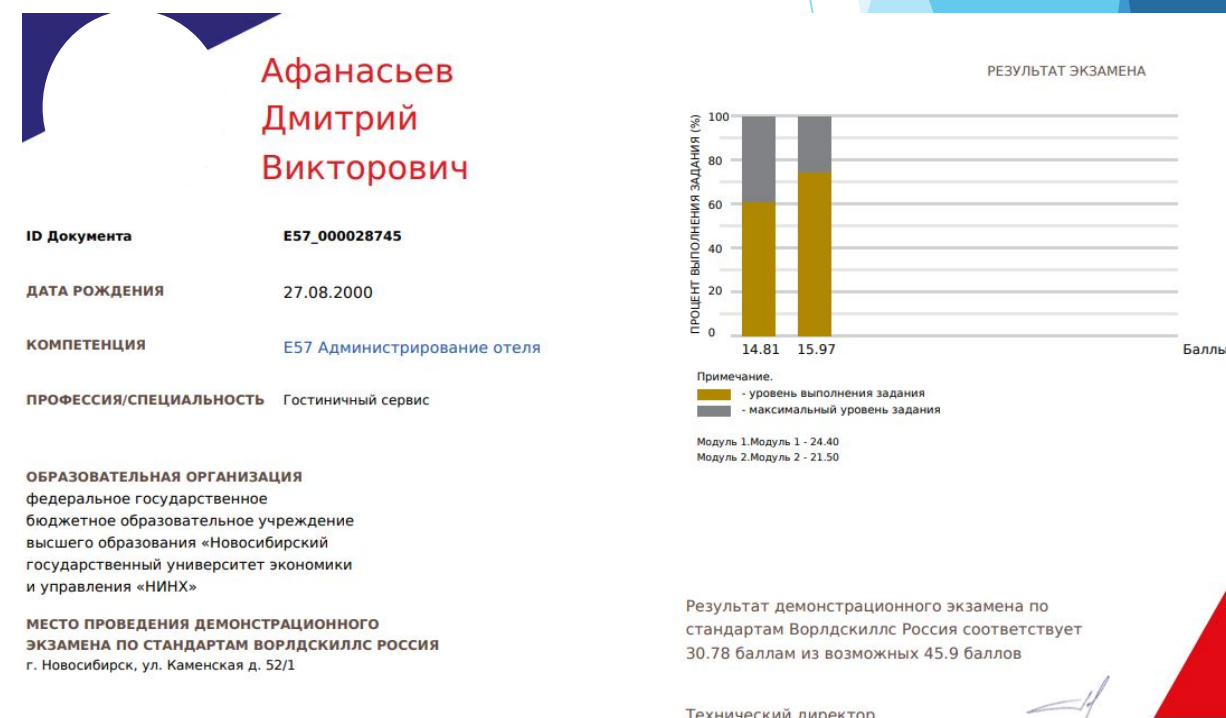 Афанасьев
Дмитрий
Викторович
ID Документа E57_000028745
ДАТА РОЖДЕНИЯ 27.08.2000
КОМПЕТЕНЦИЯ E57 Администрирование отеля
ПРОФЕССИЯ/СПЕЦИАЛЬНОСТЬ Гостиничный сервис
ОБРАЗОВАТЕЛЬНАЯ ОРГАНИЗАЦИЯ
федеральное государственное
бюджетное образовательное учреждение
высшего образования «Новосибирский
государственный университет экономики
и управления «НИНХ»
МЕСТО ПРОВЕДЕНИЯ ДЕМОНСТРАЦИОННОГО
ЭКЗАМЕНА ПО СТАНДАРТАМ ВОРЛДСКИЛЛС РОССИЯ
г. Новосибирск, ул. Каменская д. 52/1
РЕЗУЛЬТАТ ЭКЗАМЕНА
ПРОЦЕНТ ВЫПОЛНЕНИЯ ЗАДАНИЯ (%)
100
80
60
40
20
0
14.81 15.97 Баллы
Примечание.
- уровень выполнения задания
- максимальный уровень задания
Модуль 1.Модуль 1 - 24.40
Модуль 2.Модуль 2 - 21.50
Результат демонстрационного экзамена по
стандартам Ворлдскиллс Россия соответствует
30.78 баллам из возможных 45.9 баллов
Технический директор